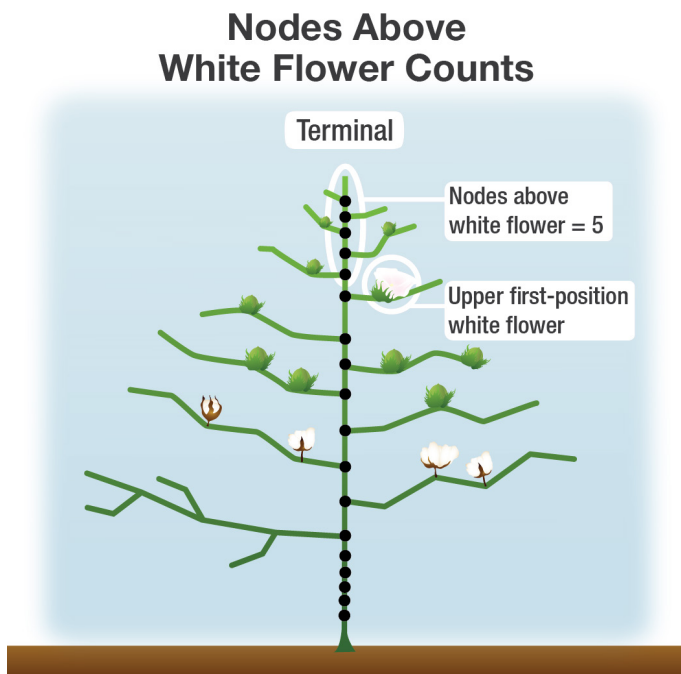 Nodes Above
White Flower Counts
Terminal
Nodes above
white flower = 5
Upper first-position
white flower